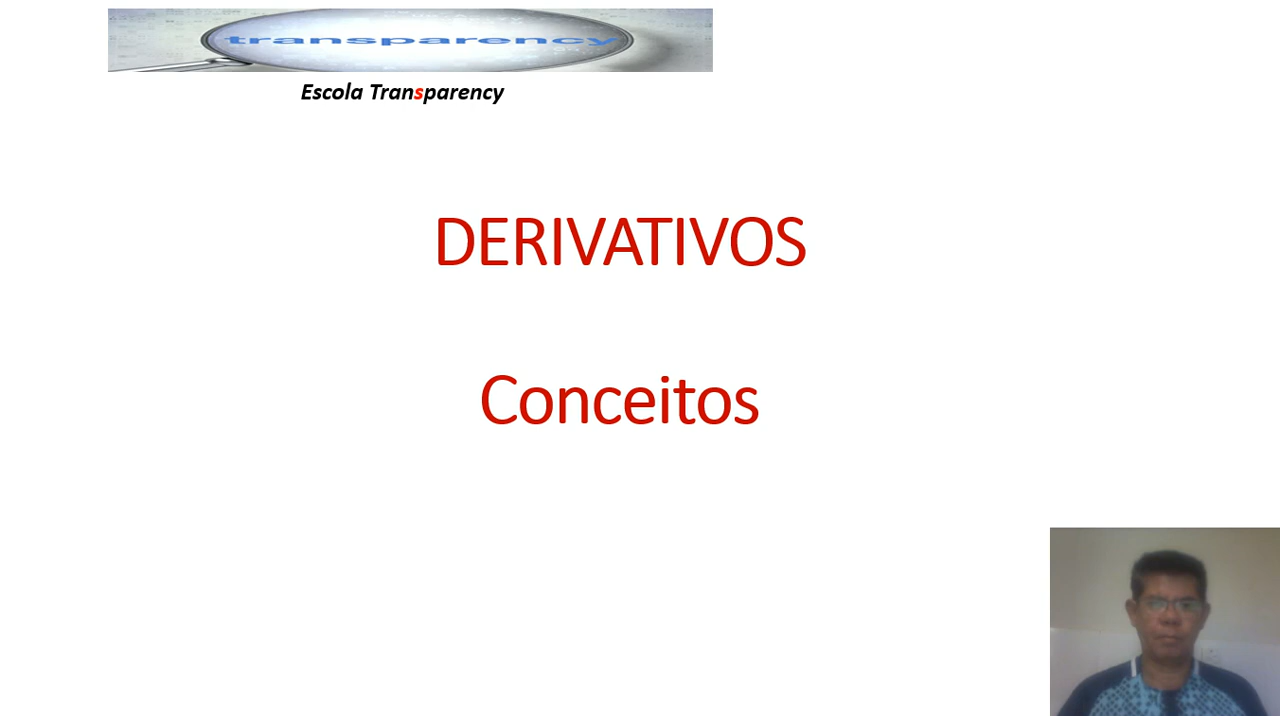 transparency
Escola Transparency
DERIVATIVOS
Conceitos